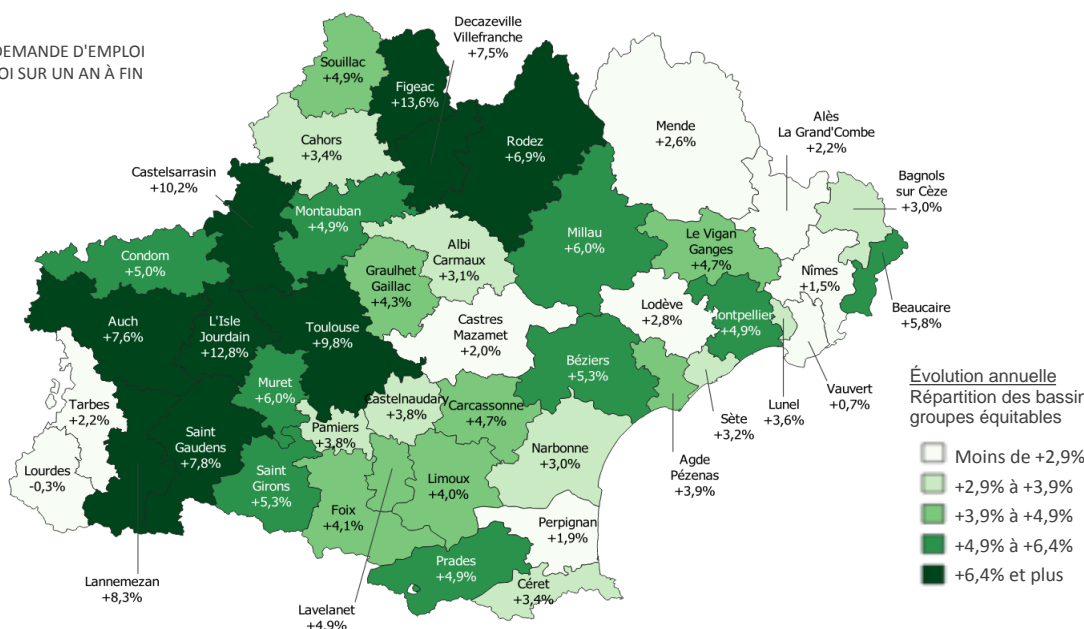 DEMANDE D'EMPLOI
OI SUR UN AN À FIN
Decazeville
Villefranche
+7,5%
Souillac
+4,9%
Figeac
+13,6%
Cahors
+3,4%
Rodez
+6,9%
Mende
+2,6%
Alès
La Grand'Combe
+2,2%
Castelsarrasin
+10,2%
Bagnols
sur Cèze
+3,0%
Montauban
+4,9%
Millau
+6,0%
Le Vigan
Ganges
+4,7%
Condom
+5,0%
Albi
Carmaux
+3,1%
Graulhet
Gaillac
+4,3%
Nîmes
+1,5%
Beaucaire
+5,8%
Auch
+7,6%
L'Isle
Jourdain
+12,8%
Toulouse
+9,8%
Castres
Mazamet
+2,0%
Lodève
+2,8%
Montpellier
+4,9%
Béziers
+5,3%
Muret
+6,0%
Vauvert
+0,7%
Lunel
+3,6%
Évolution annuelle
Répartition des bassin
groupes équitables
Tarbes
+2,2%
Castelnaudary
+3,8%
Carcassonne
+4,7%
Sète
+3,2%
Pamiers
+3,8%
Saint
Gaudens
+7,8%
Narbonne
+3,0%
Agde
Pézenas
+3,9%
Moins de +2,9%
+2,9% à +3,9%
+3,9% à +4,9%
+4,9% à +6,4%
+6,4% et plus
Lourdes
-0,3%
Saint
Girons
+5,3%
Limoux
+4,0%
Foix
+4,1%
Perpignan
+1,9%
Prades
+4,9%
Céret
+3,4%
Lannemezan
+8,3%
Lavelanet
+4,9%